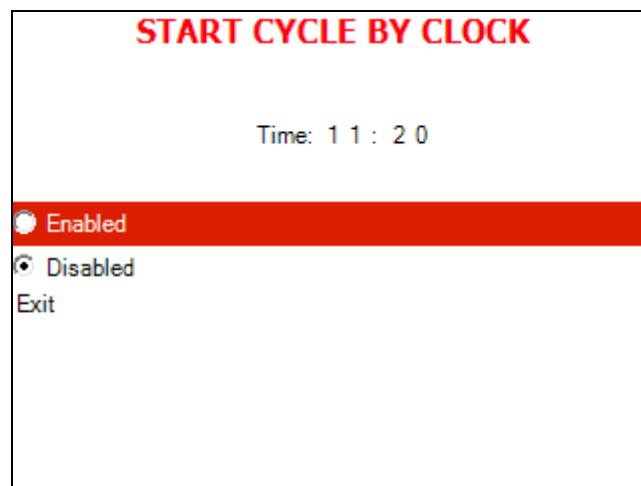 START CYCLE BY CLOCK
Time: 1 1 : 2 0
Enabled
Disabled
Exit